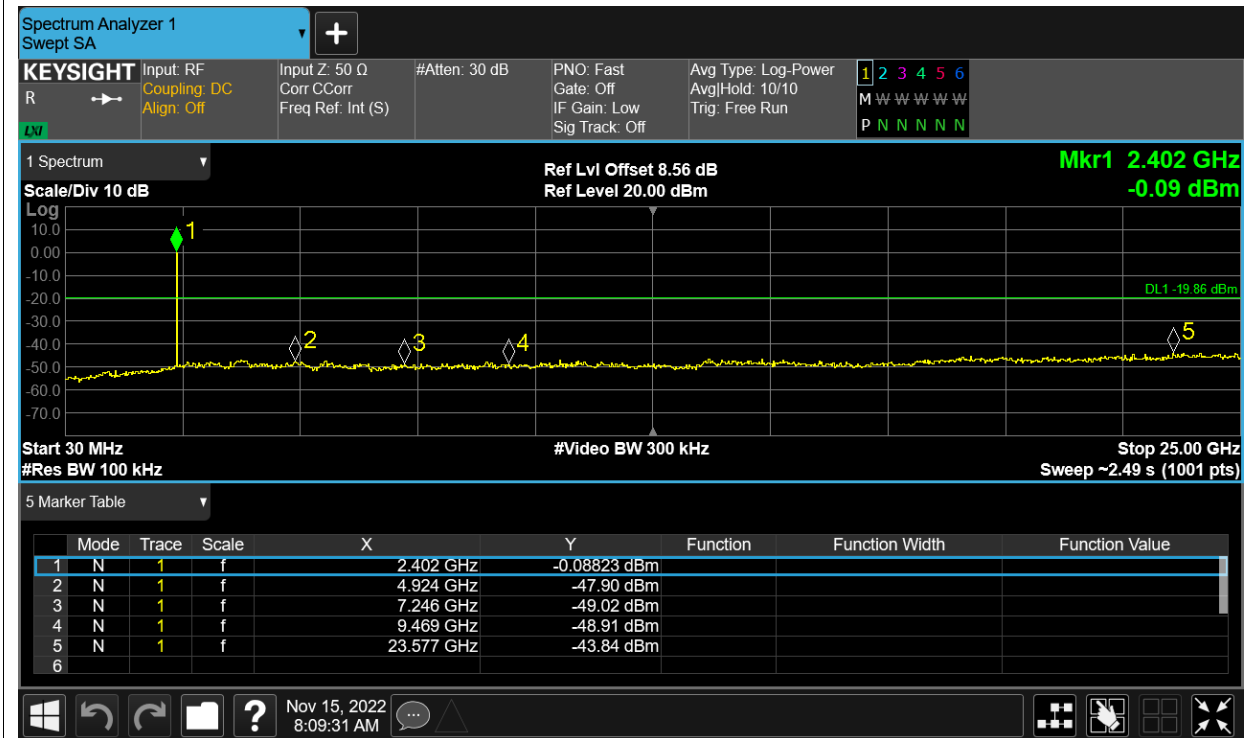 Spectrum Analyzer 1
Swept SA
KEYSIGHT Input: RF Input Z: 50 Ω #Atten: 30 dB PNO: Fast Avg Type: Log-Power 1 2 3 4 5 6
R Coupling: DC Corr CCorr Gate: Off Avg|Hold: 10/10 M W W W W W
Align: Off Freq Ref: Int (S) IF Gain: Low Trig: Free Run P N N N N N
LXI Sig Track: Off
1 Spectrum
Ref Lvl Offset 8.56 dB Mkr1 2.402 GHz
Scale/Div 10 dB Ref Level 20.00 dBm -0.09 dBm
Log
10.0 1
0.00
-10.0
-20.0 DL1 -19.86 dBm
-30.0
-40.0 2 3 4 5
-50.0
-60.0
-70.0
Start 30 MHz #Video BW 300 kHz Stop 25.00 GHz
#Res BW 100 kHz Sweep ~2.49 s (1001 pts)
5 Marker Table
Mode Trace Scale X Y Function Function Width Function Value
1 N 1 f 2.402 GHz -0.08823 dBm
2 N 1 f 4.924 GHz -47.90 dBm
3 N 1 f 7.246 GHz -49.02 dBm
4 N 1 f 9.469 GHz -48.91 dBm
5 N 1 f 23.577 GHz -43.84 dBm
6
? Nov 15, 2022
8:09:31 AM